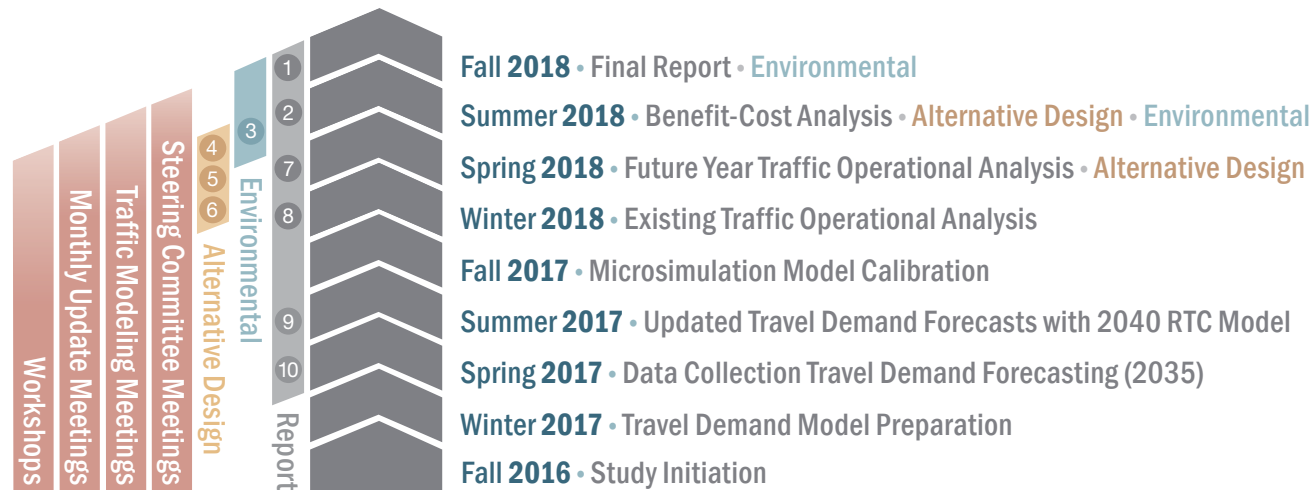 Workshops
Monthly Update Meetings
Traffic Modeling Meetings
Steering Committee Meetings
4
5
6
Alternative Design
3
Environmental
1
2
7
8
9
10
Report
Fall 2018 • Final Report • Environmental
Summer 2018 • Benefit-Cost Analysis • Alternative Design • Environmental
Spring 2018 • Future Year Traffic Operational Analysis • Alternative Design
Winter 2018 • Existing Traffic Operational Analysis
Fall 2017 • Microsimulation Model Calibration
Summer 2017 • Updated Travel Demand Forecasts with 2040 RTC Model
Spring 2017 • Data Collection Travel Demand Forecasting (2035)
Winter 2017 • Travel Demand Model Preparation
Fall 2016 • Study Initiation